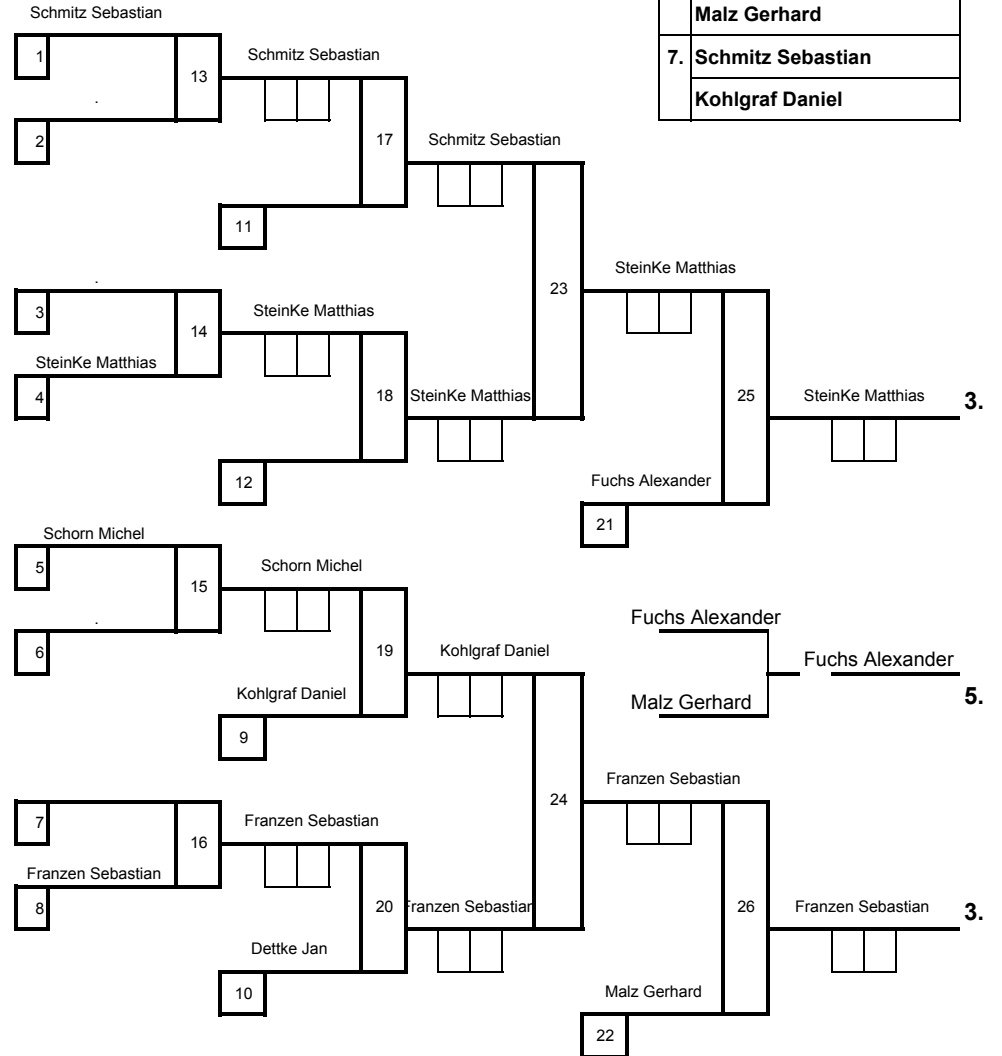 Schmitz Sebastian
Malz Gerhard
1
Schmitz Sebastian
7. Schmitz Sebastian
13
.
Kohlgraf Daniel
2
17
Schmitz Sebastian
11
.
SteinKe Matthias
23
3
SteinKe Matthias
14
SteinKe Matthias
4
18
SteinKe Matthias
25
SteinKe Matthias
3.
12
Fuchs Alexander
21
Schorn Michel
5
Schorn Michel
15
.
Fuchs Alexander
6
19
Kohlgraf Daniel
Fuchs Alexander
5.
Kohlgraf Daniel
Malz Gerhard
9
Franzen Sebastian
24
7
Franzen Sebastian
16
Franzen Sebastian
8
20
Franzen Sebastian
26
Franzen Sebastian
3.
Dettke Jan
10
Malz Gerhard
22